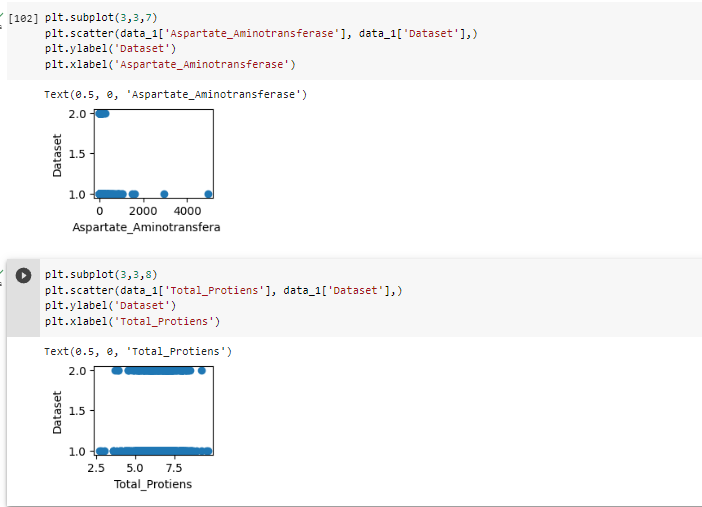 [102] plt.subplot(3,3,7)
plt.scatter(data_1['Aspartate_Aminotransferase'], data_1['Dataset'],)
plt.ylabel('Dataset')
plt.xlabel('Aspartate_Aminotransferase')
Text(0.5, 0, 'Aspartate_Aminotransferase')
2.0
1.5
1.0
Dataset
0 2000 4000
Aspartate_Aminotransfera
plt.subplot(3,3,8)
plt.scatter(data_1['Total_Protiens'], data_1['Dataset'],)
plt.ylabel('Dataset')
plt.xlabel('Total_Protiens')
Text(0.5, 0, 'Total_Protiens')
2.0
1.5
1.0
Dataset
2.5 5.0 7.5
Total_Protiens